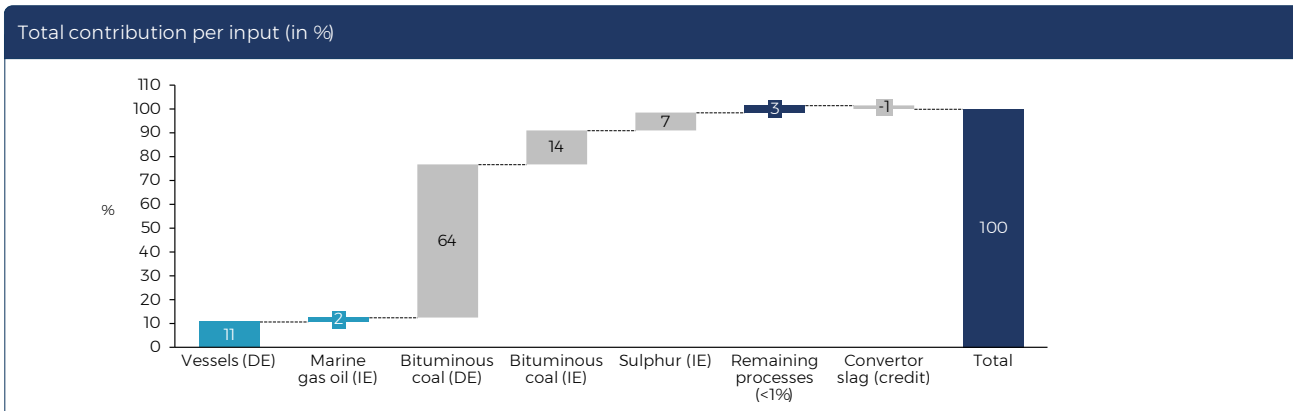 Total contribution per input (in %)
110
100
90
80
70
60
50
40
30
20
10
0
%
11
2
64
14
7
3
-1
100
Vessels (DE)
Marine
gas oil (IE)
Bituminous
coal (DE)
Bituminous
coal (IE)
Sulphur (IE)
Remaining
processes
(<1%)
Convertor
slag (credit)
Total